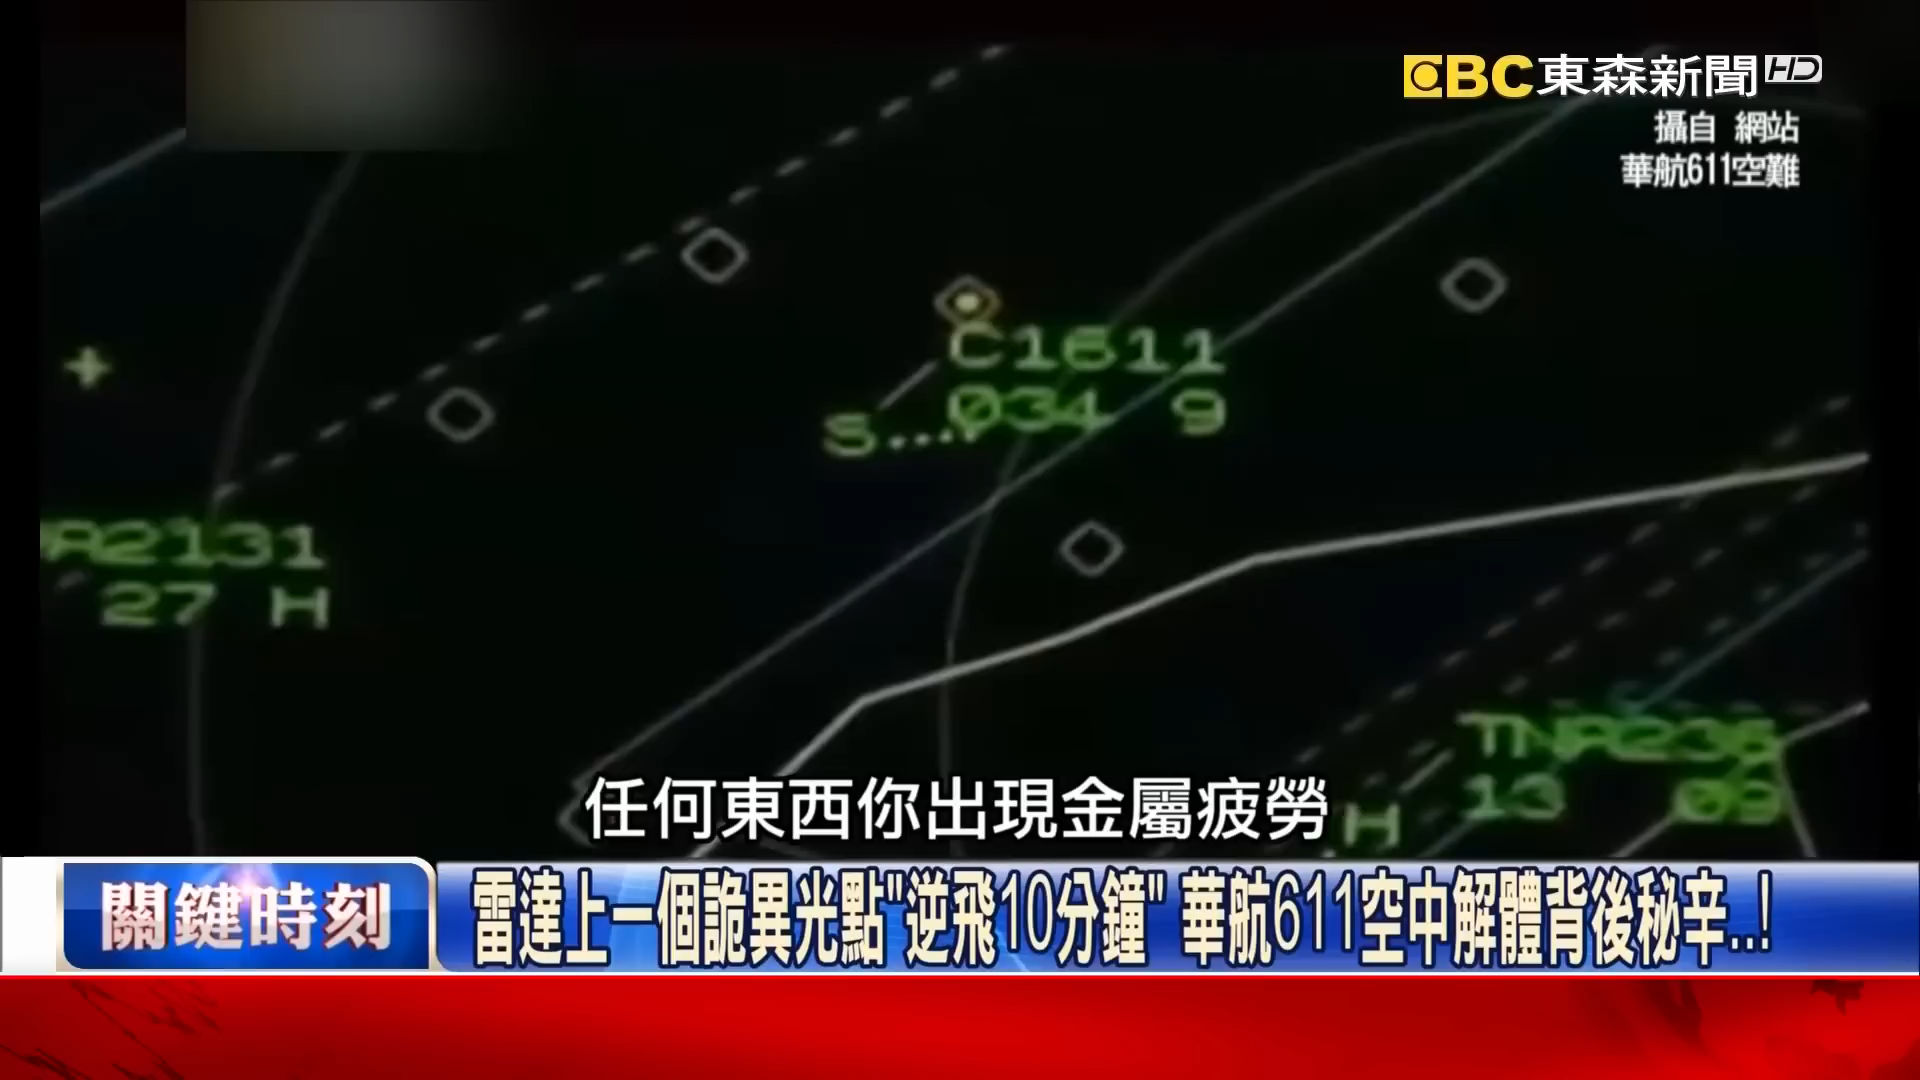 EBC東森新聞HD
攝自 網站
華航611空難
C1611
034 9
S....
A2131
27 H
TNA236
13 09
H
任何東西你出現金屬疲勞
關鍵時刻
雷達上一個詭異光點"逆飛10分鐘" 華航611空中解體背後秘辛..!